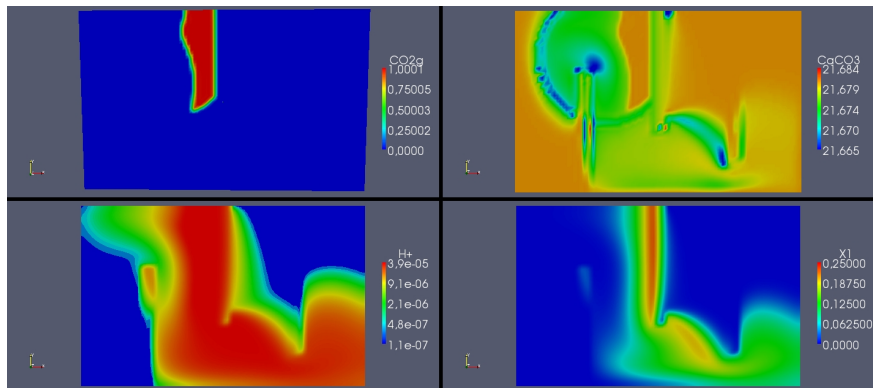 CO2g
1,0001
0,75005
0,50003
0,25002
0,0000
CaCO3
21,684
21,679
21,674
21,670
21,665
H+
3,9e-05
9,1e-06
2,1e-06
4,8e-07
1,1e-07
X1
0,25000
0,18750
0,12500
0,062500
0,0000